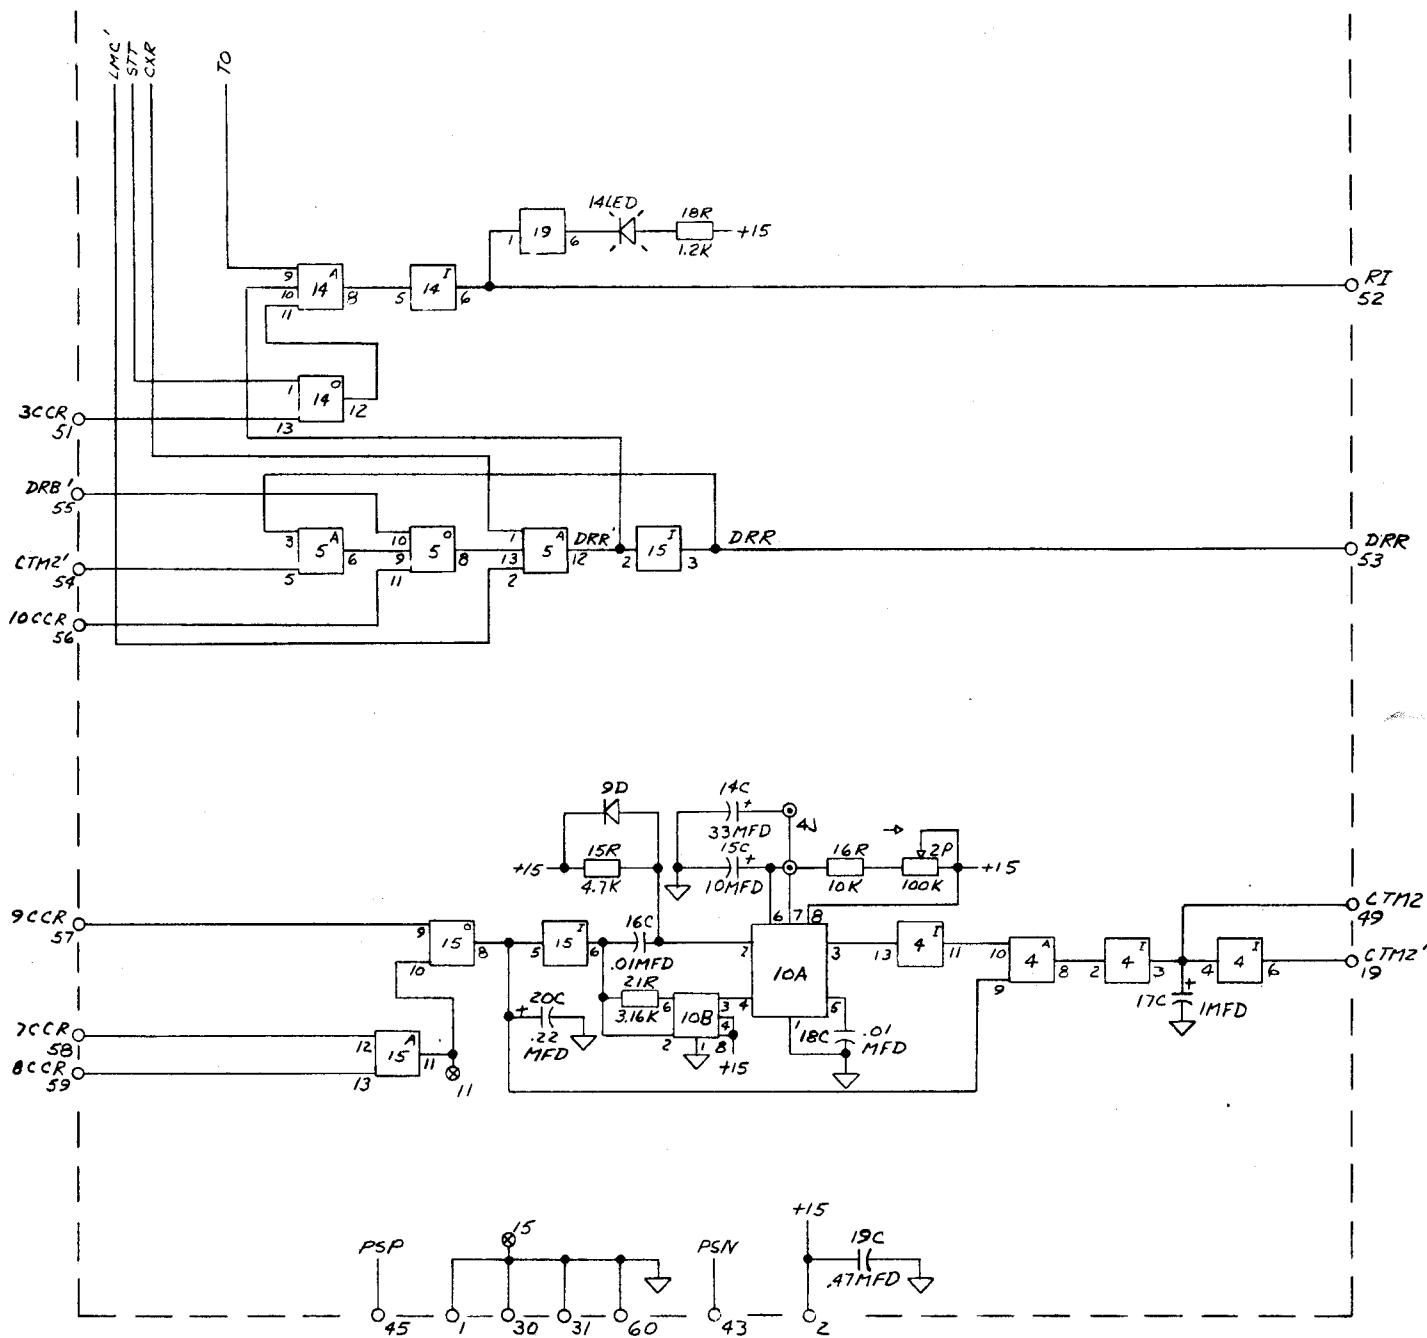 LMC'
STT
CXR
TO
14LED
18R
+15
1.2K
1
19
6
9
10
11
A
14
8
5
I
14
6
RI
52
1
O
14
12
13
3CCR
51
DRB'
55
CTM2'
54
10CCR
56
3
A
5
5
6
10
9
11
O
5
8
1
13
2
A
5
12
DRR'
2
I
15
3
DRR
DRR
53
9D
+15
15R
4.7K
14C
+
33MFD
15C
+
10MFD
4J
16R
10K
2P
100K
+15
9CCR
57
7CCR
58
8CCR
59
9
10
O
15
8
12
13
A
15
11
11
5
I
15
6
16C
.01MFD
+
20C
.22
MFD
21R
3.16K
6
2
10B
3
4
1
8
+15
2
4
6
7
8
10A
3
5
1
18C
.01
MFD
13
I
4
11
10
9
A
4
8
2
I
4
3
4
I
4
6
17C
+
1MFD
CTM2
49
CTM2'
19
PSP
45
15
1
30
31
60
PSN
43
+15
19C
.47MFD
2